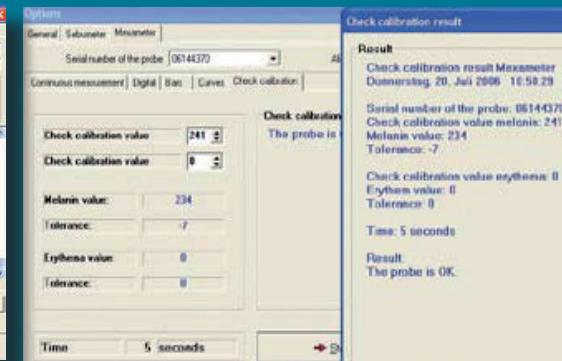 Options
General Sebumeter Mexameter
Serial number of the probe 06144370
Continuous mesurement Digital Bars Curves Check calibration
Check calibration value 241
Check calibration value 0
Melanin value: 234
Tolerance: -7
Erythema value 0
Tolerance: 0
Time 5 seconds
Check calibration
The probe is
Check calibration result
Result
Check calibration result Mexameter
Donnerstag, 20. Juli 2006 10:58:29
Serial number of the probe: 06144370
Check calibration value melanin: 241
Melanin value: 234
Tolerance: -7
Check calibration value erythema: 0
Erythem value: 0
Tolerance: 0
Time: 5 seconds
Result:
The probe is OK.